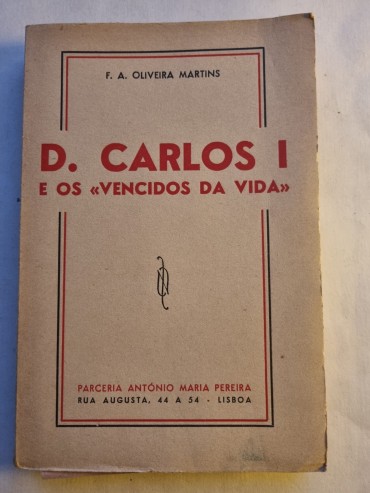 F. A. OLIVEIRA MARTINS
D. CARLOS I
E OS «VENCIDOS DA VIDA»
PARCERIA ANTÓNIO MARIA PEREIRA
RUA AUGUSTA, 44 A 54 - LISBOA